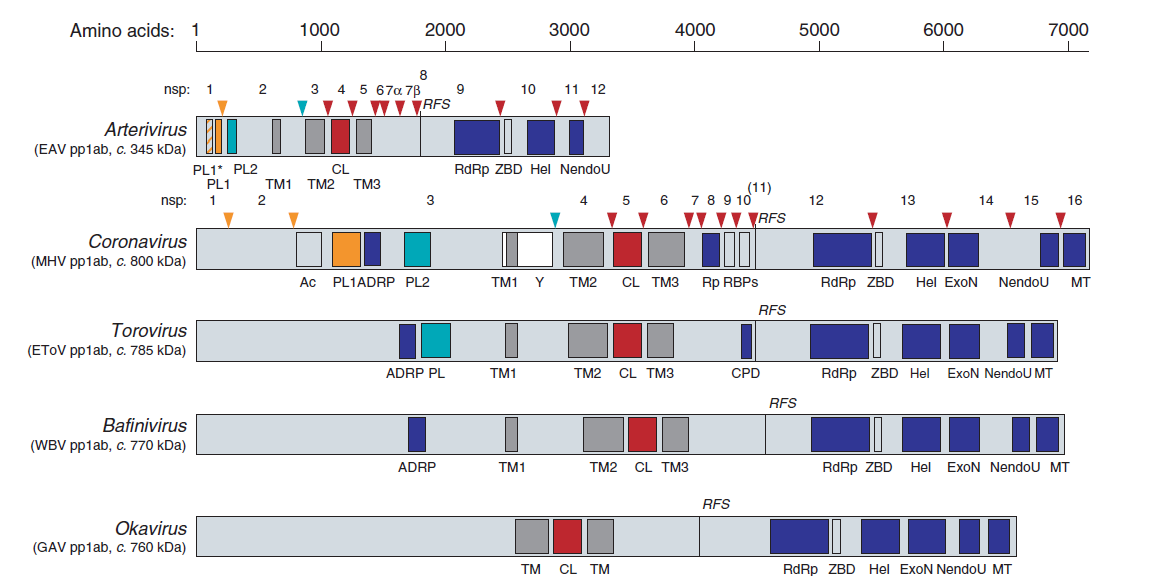 Amino acids: 1 1000 2000 3000 4000 5000 6000 7000
nsp: 1 2 3 4 5 6 7α 7β 8 9 10 11 12
RFS
Arterivirus
(EAV pp1ab, c. 345 kDa)
PL1* PL2 CL RdRp ZBD Hel NendoU
PL1 TM1 TM2 TM3
nsp: 1 2 3 4 5 6 7 8 9 10 (11) 12 13 14 15 16
RFS
Coronavirus
(MHV pp1ab, c. 800 kDa)
Ac PL1 ADRP PL2 TM1 Y TM2 CL TM3 Rp RBPs RdRp ZBD Hel ExoN NendoU MT
RFS
Torovirus
(EToV pp1ab, c. 785 kDa)
ADRP PL TM1 TM2 CL TM3 CPD RdRp ZBD Hel ExoN NendoU MT
RFS
Bafinivirus
(WBV pp1ab, c. 770 kDa)
ADRP TM1 TM2 CL TM3 RdRp ZBD Hel ExoN NendoU MT
RFS
Okavirus
(GAV pp1ab, c. 760 kDa)
TM CL TM RdRp ZBD Hel ExoN NendoU MT